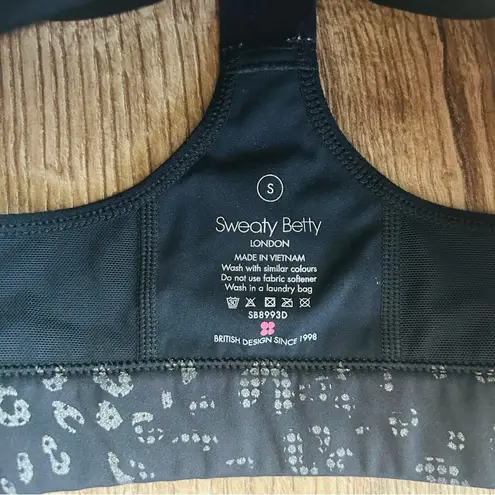 S
Sweaty Betty
LONDON
MADE IN VIETNAM
Wash with similar colours
Do not use fabric softener
Wash in a laundry bag
30
SB8993D
BRITISH DESIGN SINCE 1998